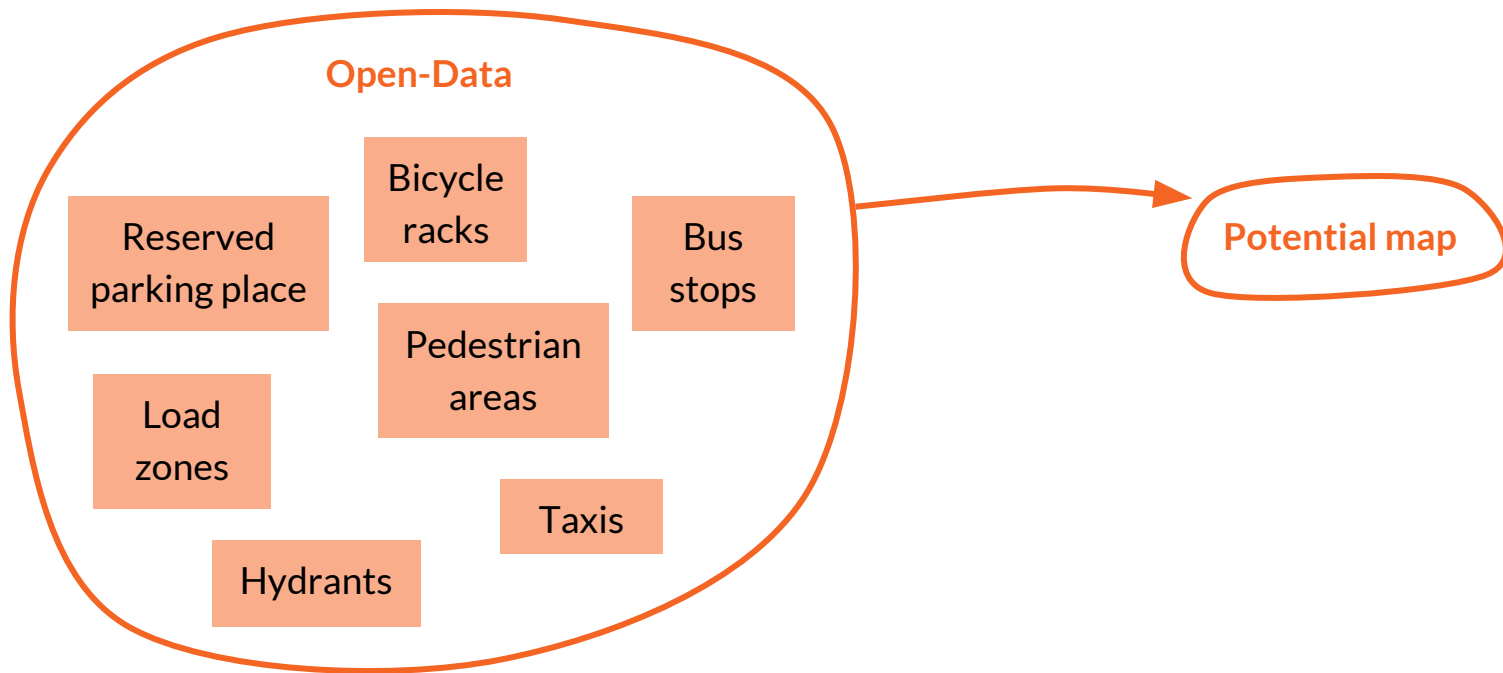 Open-Data
Bicycle
racks
Reserved
parking place
Bus
stops
Potential map
Pedestrian
areas
Load
zones
Taxis
Hydrants